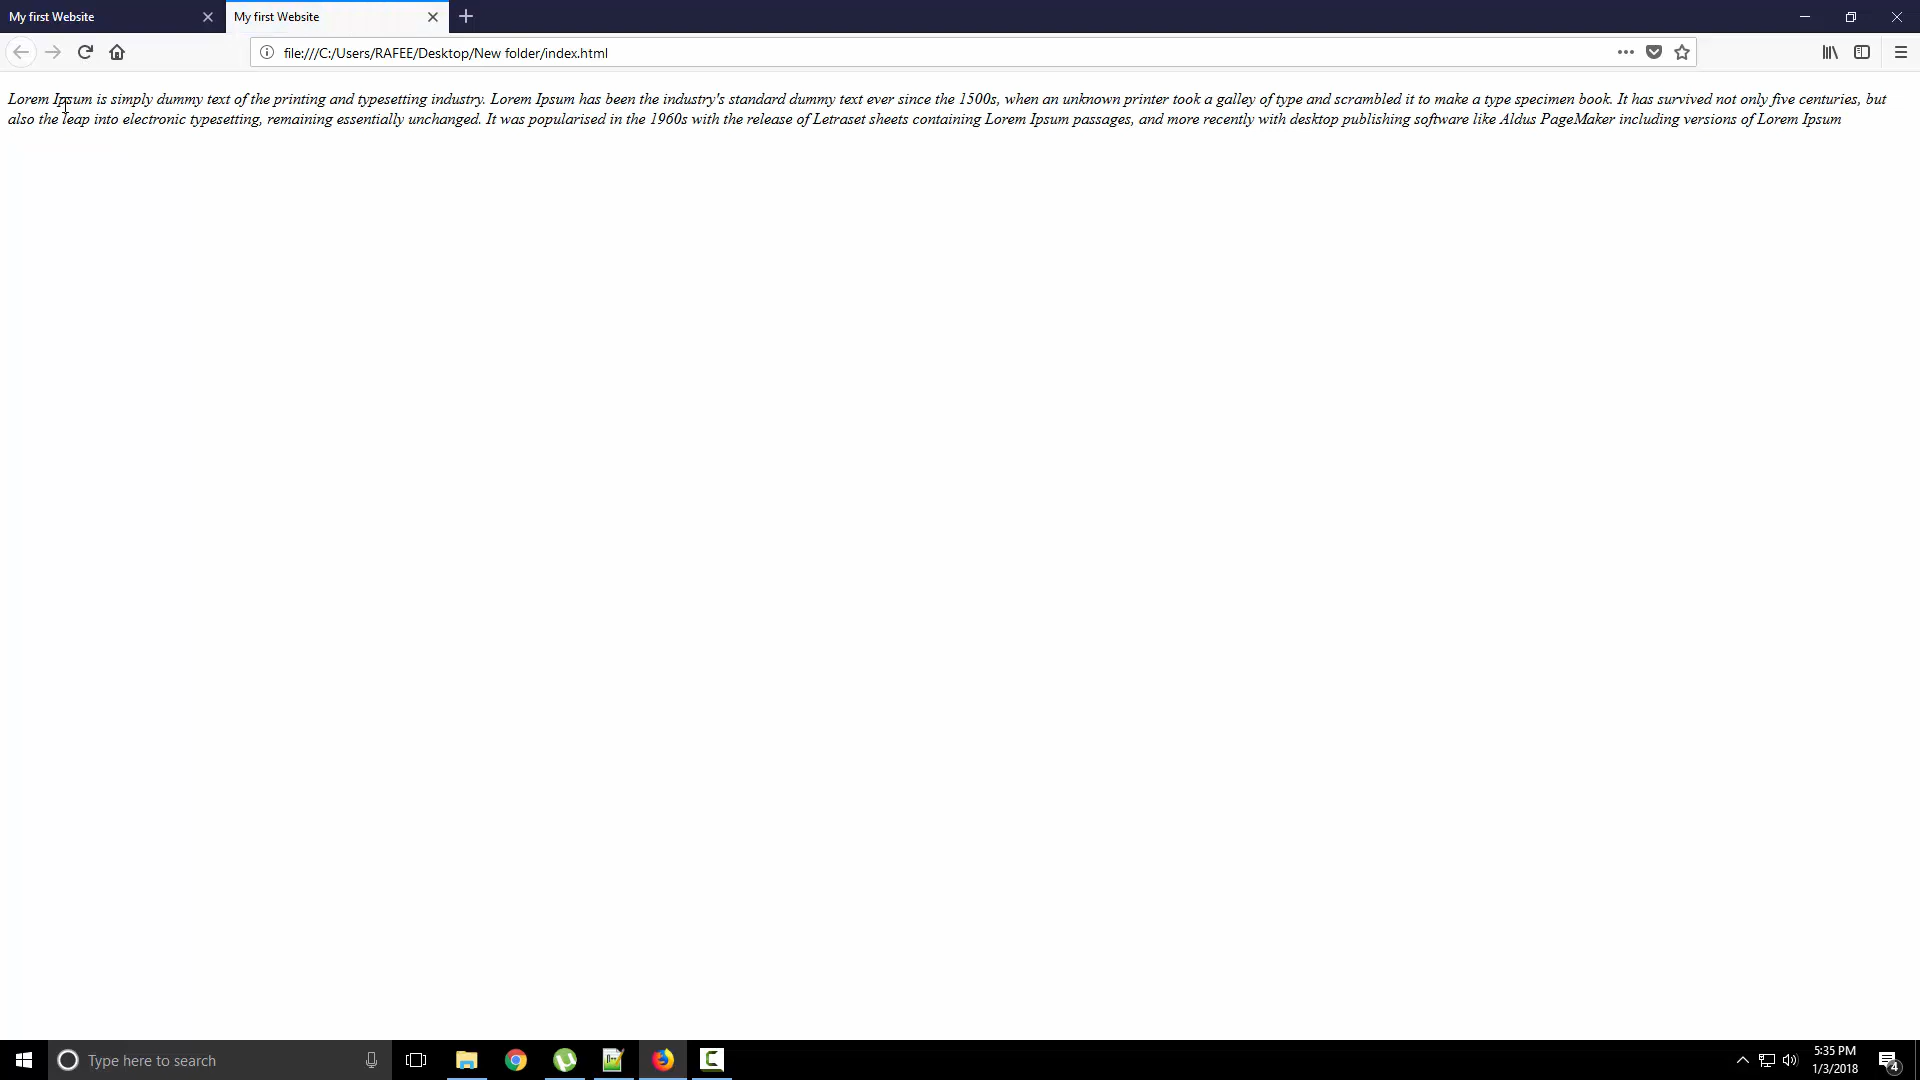 My first Website
My first Website
file:///C:/Users/RAFEE/Desktop/New folder/index.html
Lorem Ipsum is simply dummy text of the printing and typesetting industry. Lorem Ipsum has been the industry's standard dummy text ever since the 1500s, when an unknown printer took a galley of type and scrambled it to make a type specimen book. It has survived not only five centuries, but
also the leap into electronic typesetting, remaining essentially unchanged. It was popularised in the 1960s with the release of Letraset sheets containing Lorem Ipsum passages, and more recently with desktop publishing software like Aldus PageMaker including versions of Lorem Ipsum
Type here to search
5:35 PM
1/3/2018
4